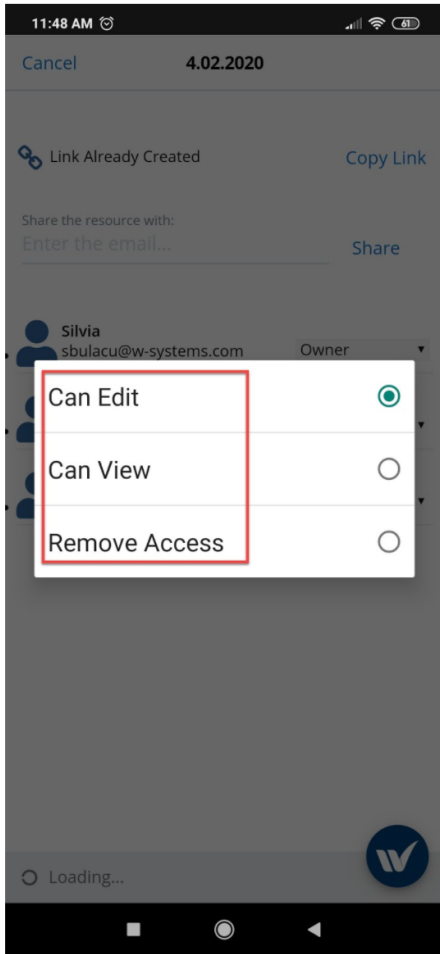 11:48 AM 61
Cancel 4.02.2020
Link Already Created Copy Link
Share the resource with:
Enter the email... Share
Silvia
sbulacu@w-systems.com Owner
Can Edit
Can View
Remove Access
Loading...